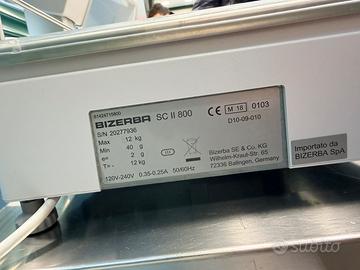 61424715800
BIZERBA SC II 800
S/N 20277936
Max 12 kg
Min 40 g
e= 2 g
T= - 12 kg
120V-240V 0.35-0.25A 50/60Hz
CE M 18 0103
D10-09-010
Bizerba SE & Co. KG
Wilhelm-Kraut-Str. 65
72336 Balingen, Germany
Importato da
BIZERBA SpA
subito